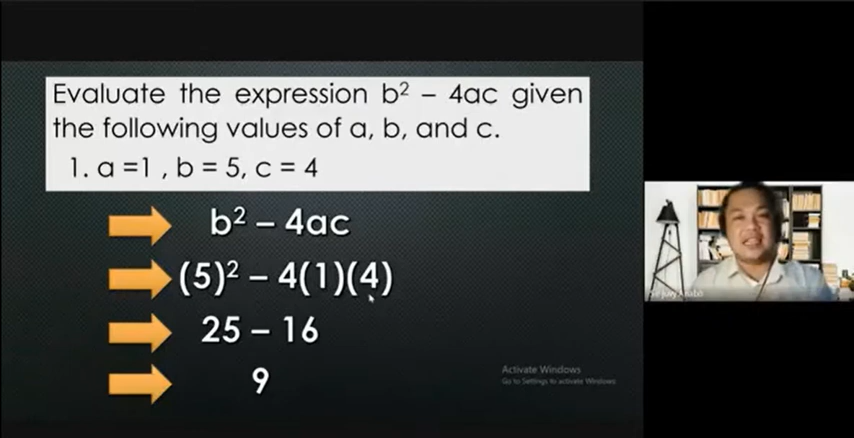 Evaluate the expression b² – 4ac given
the following values of a, b, and c.
1. a =1 , b = 5, c = 4
b² – 4ac
(5)² – 4(1)(4)
25 – 16
9
Activate Windows
Go to Settings to activate Windows.